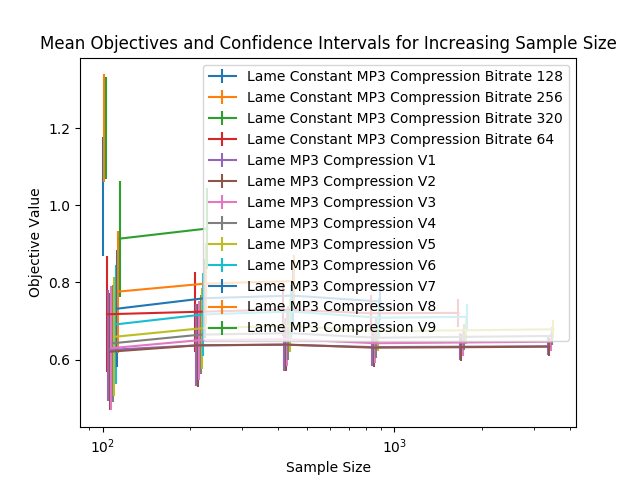 Mean Objectives and Confidence Intervals for Increasing Sample Size
Lame Constant MP3 Compression Bitrate 128
Lame Constant MP3 Compression Bitrate 256
Lame Constant MP3 Compression Bitrate 320
Lame Constant MP3 Compression Bitrate 64
Lame MP3 Compression V1
Lame MP3 Compression V2
Lame MP3 Compression V3
Lame MP3 Compression V4
Lame MP3 Compression V5
Lame MP3 Compression V6
Lame MP3 Compression V7
Lame MP3 Compression V8
Lame MP3 Compression V9
Objective Value
1.2
1.0
0.8
0.6
10²
10³
Sample Size